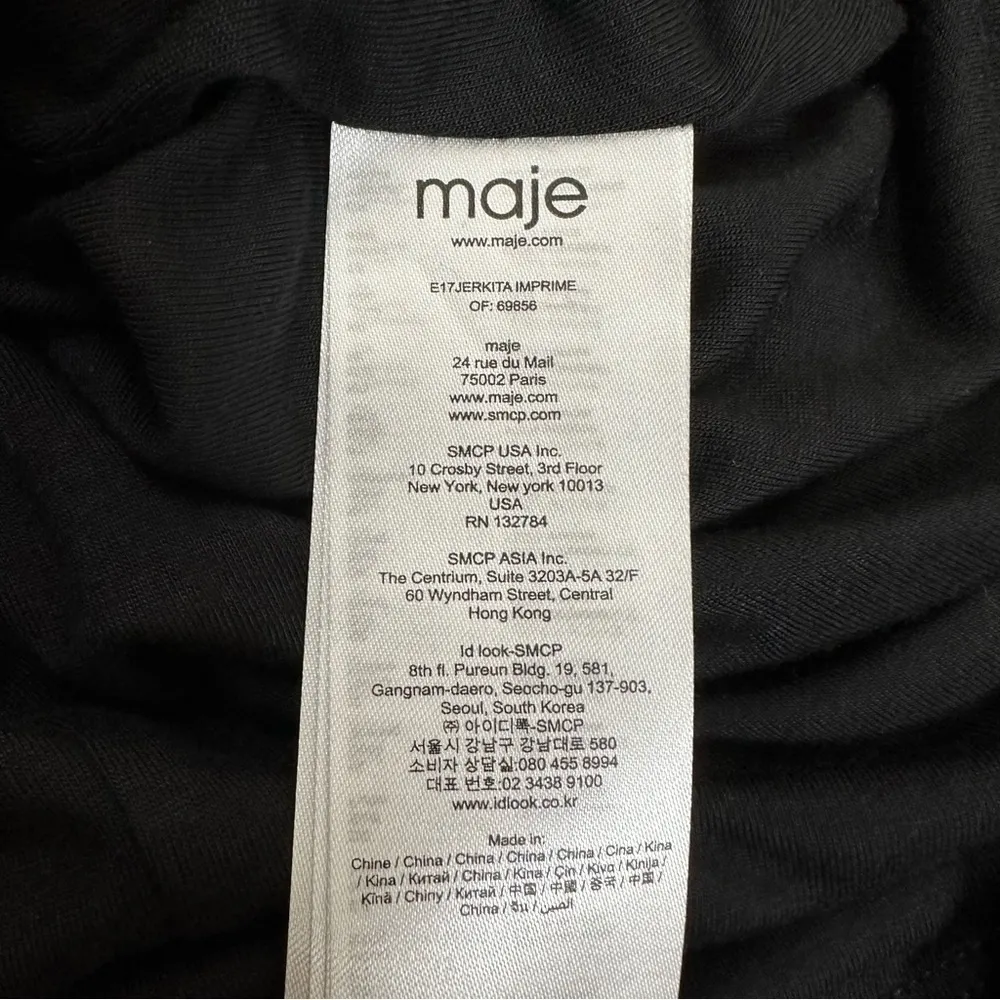 maje
www.maje.com
E17JERKITA IMPRIME
OF: 69856
maje
24 rue du Mail
75002 Paris
www.maje.com
www.smcp.com
SMCP USA Inc.
10 Crosby Street, 3rd Floor
New York, New york 10013
USA
RN 132784
SMCP ASIA Inc.
The Centrium, Suite 3203A-5A 32/F
60 Wyndham Street, Central
Hong Kong
Id look-SMCP
8th fl. Pureun Bldg. 19, 581,
Gangnam-daero, Seocho-gu 137-903,
Seoul, South Korea
㈜ 아이디룩-SMCP
서울시 강남구 강남대로 580
소비자 상담실:080 455 8994
대표 번호:02 3438 9100
www.idlook.co.kr
Made in:
Chine / China / China / China / China / Cina / Kina
/ Kina / Китай / China / Kina / Çin / Κίνα / Kinija /
Kīnā / Chiny / Китай / 中国 / 中國 / 중국 / 中国 /
China / จีน / الصين